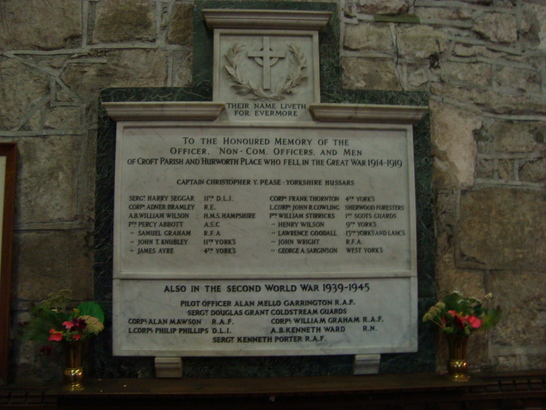 THEIR NAME LIVETH
FOR EVERMORE
TO THE HONOURED MEMORY OF THE
OFFICER, NON-COM, OFFICERS, AND MEN
OF CROFT PARISH AND HURWORTH PLACE WHO FELL IN THE GREAT WAR 1914-1919
CAPTAIN CHRISTOPHER Y. PEASE-YORKSHIRE HUSSARS
SERGT HARRY SEGGAR 11TH D.L.I.
CORPL ADNER BRAMLEY R.E.
A.B. WILLIAM WILSON H.M.S. HAMPSHIRE
PTE PERCY ABBOTT A.S.C.
" SAMUEL GRAHAM R.F.A.
" JOHN T. KNUBLEY 11TH YORKS
" JAMES AYRE 4TH YORKS
CORPL FRANK THORNTON 4TH YORKS
L.CORPL JOHN R. COWLING SHERWOOD FORESTERS
PTE WILLIAM STIRRICKS 1ST SCOTS GUARDS
" HENRY WILSON 9TH YORKS
" LAWRENCE GOODALL 15TH YORK AND LANCS
" JOHN WRIGHT R.F.A.
" GEORGE A. SARGINSON WEST YORKS
ALSO IN THE SECOND WORLD WAR 1939-1945
PILOT OFFICER ALAN MELLO GARRINGTON R.A.F.
SERGT DOUGLAS GRANT COLDSTREAM GUARDS
CORPL ALAN MAWSON R.A.F. CORPL WILLIAM GRAHAM R.A.F.
L.CORPL PHILIP PHILLIPS D.L.I. A.B. KENNETH WARD R.N.
SERGT KENNETH PORTER R.A.F.